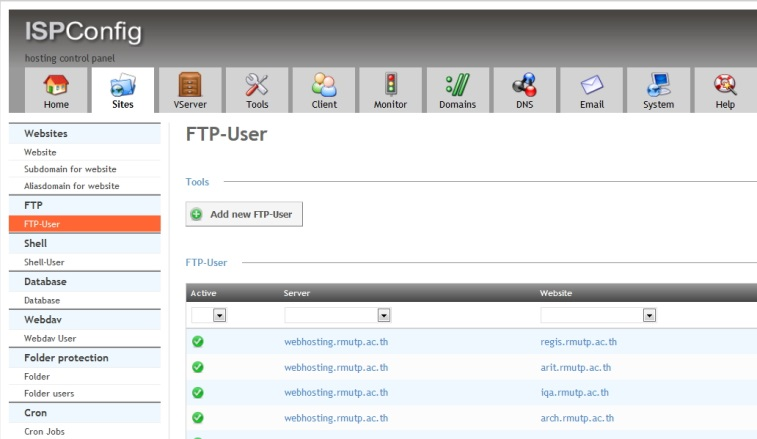 ISPConfig
hosting control panel
Home Sites VServer Tools Client Monitor Domains DNS Email System Help
Websites
Website
Subdomain for website
Aliasdomain for website
FTP
FTP-User
Shell
Shell-User
Database
Database
Webdav
Webdav User
Folder protection
Folder
Folder users
Cron
Cron Jobs
FTP-User
Tools
Add new FTP-User
FTP-User
Active Server Website
webhosting.rmutp.ac.th regis.rmutp.ac.th
webhosting.rmutp.ac.th arit.rmutp.ac.th
webhosting.rmutp.ac.th iqa.rmutp.ac.th
webhosting.rmutp.ac.th arch.rmutp.ac.th